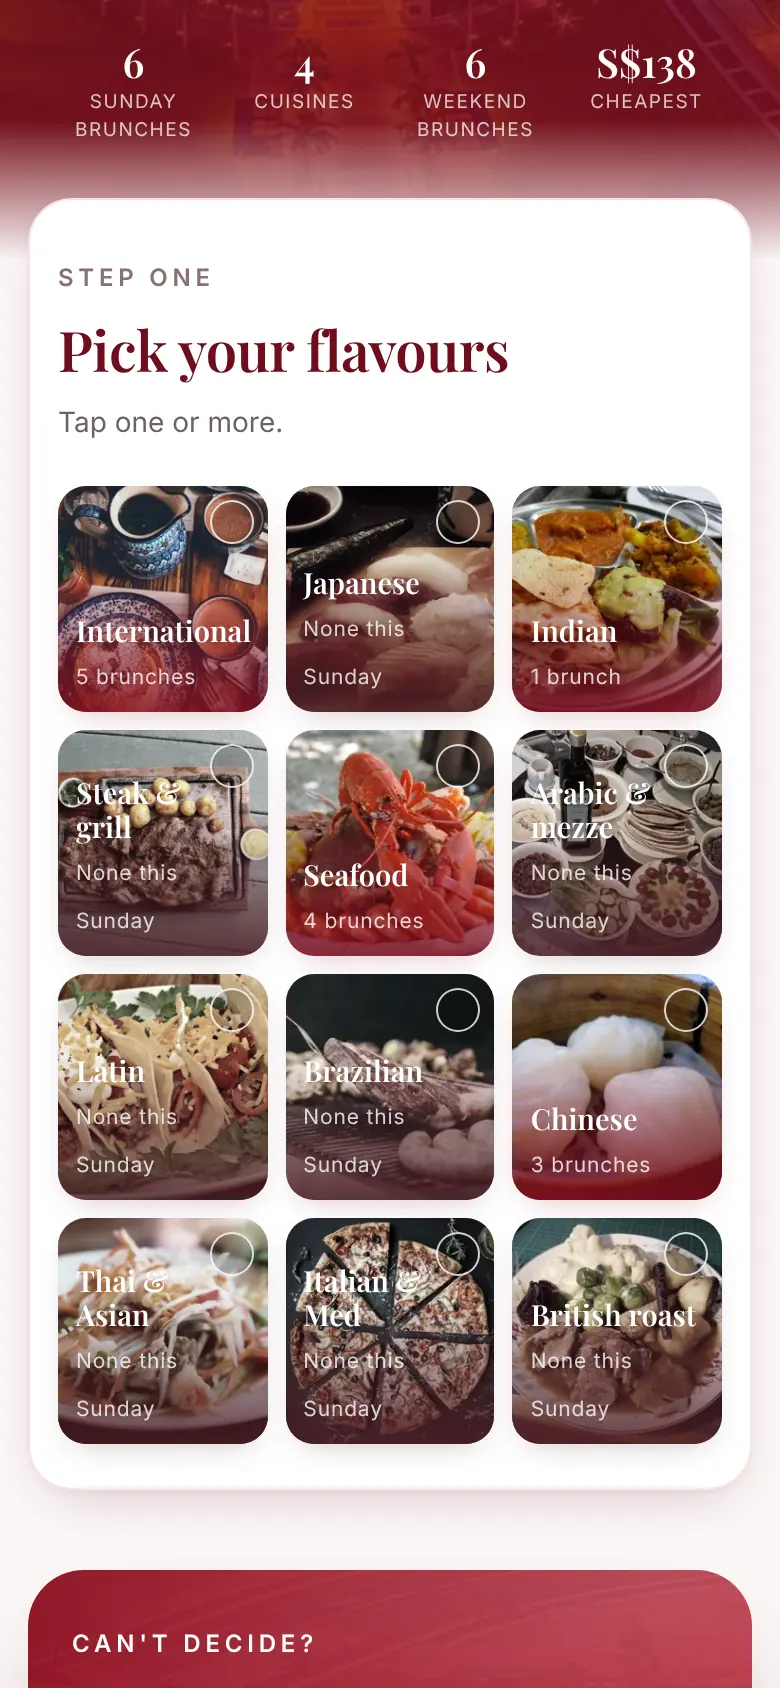 6
SUNDAY
BRUNCHES
4
CUISINES
6
WEEKEND
BRUNCHES
S$138
CHEAPEST
STEP ONE
Pick your flavours
Tap one or more.
International
5 brunches
Japanese
None this
Sunday
Indian
1 brunch
Steak &
grill
None this
Sunday
Seafood
4 brunches
Arabic &
mezze
None this
Sunday
Latin
None this
Sunday
Brazilian
None this
Sunday
Chinese
3 brunches
Thai &
Asian
None this
Sunday
Italian &
Med
None this
Sunday
British roast
None this
Sunday
CAN'T DECIDE?